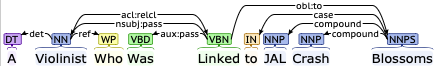 obl:to
acl:relcl
nsubj:pass case compound
det ref aux:pass compound
DT NN WP VBD VBN IN NNP NNP NNPS
A Violinist Who Was Linked to JAL Crash Blossoms